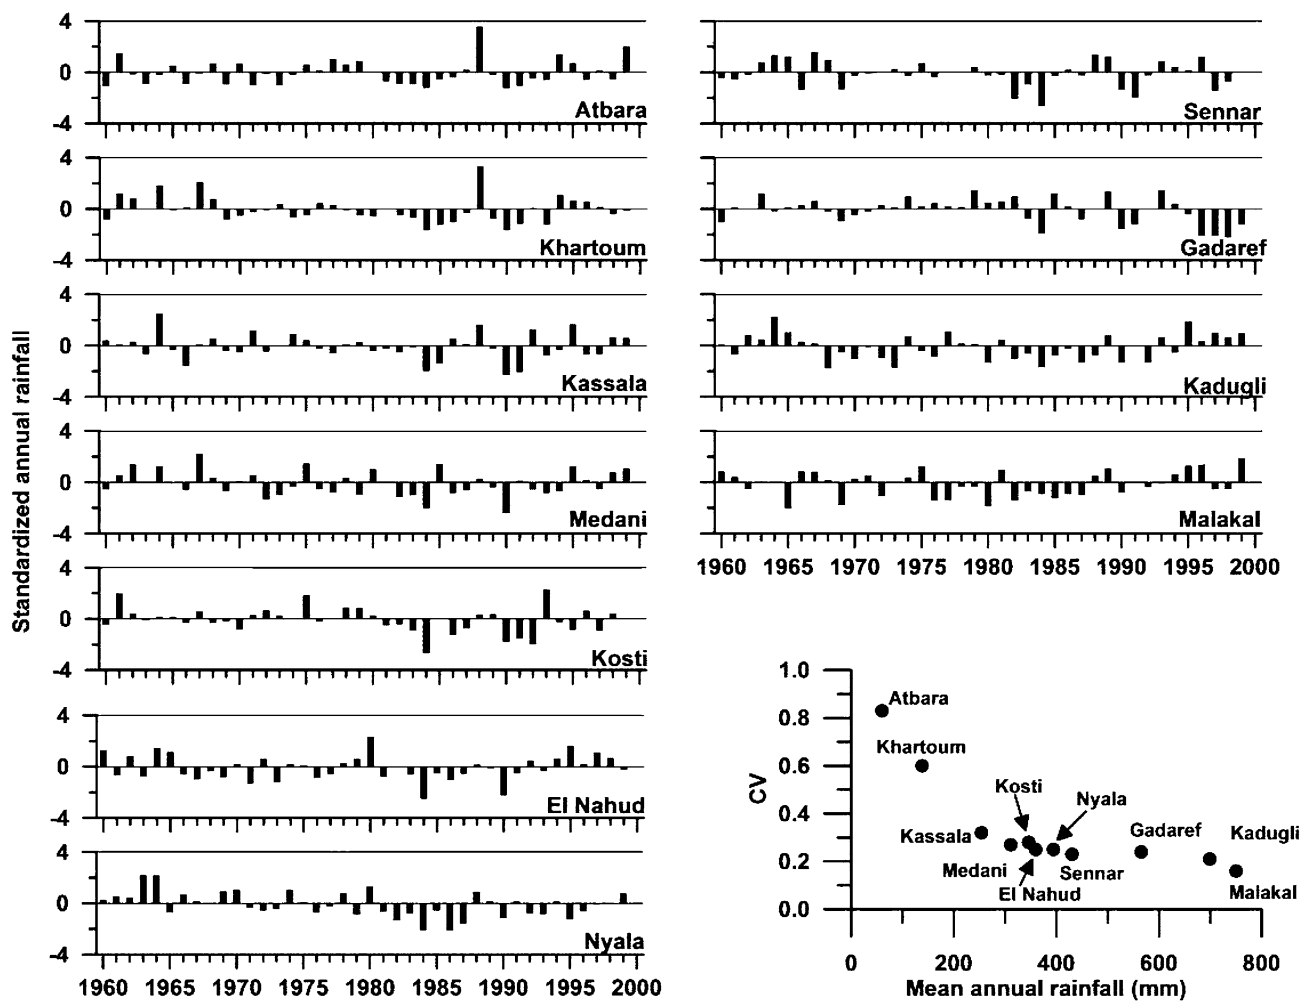 Standardized annual rainfall
4
0
-4
Atbara
4
0
-4
Khartoum
4
0
-4
Kassala
4
0
-4
Medani
4
0
-4
Kosti
4
0
-4
El Nahud
4
0
-4
Nyala
1960 1965 1970 1975 1980 1985 1990 1995 2000
4
0
-4
Sennar
4
0
-4
Gadaref
4
0
-4
Kadugli
4
0
-4
Malakal
1960 1965 1970 1975 1980 1985 1990 1995 2000
CV
1.0
0.8
0.6
0.4
0.2
0.0
Atbara
Khartoum
Kosti
Nyala
Kassala
Gadaref
Kadugli
Medani
Sennar
El Nahud
Malakal
0 200 400 600 800
Mean annual rainfall (mm)